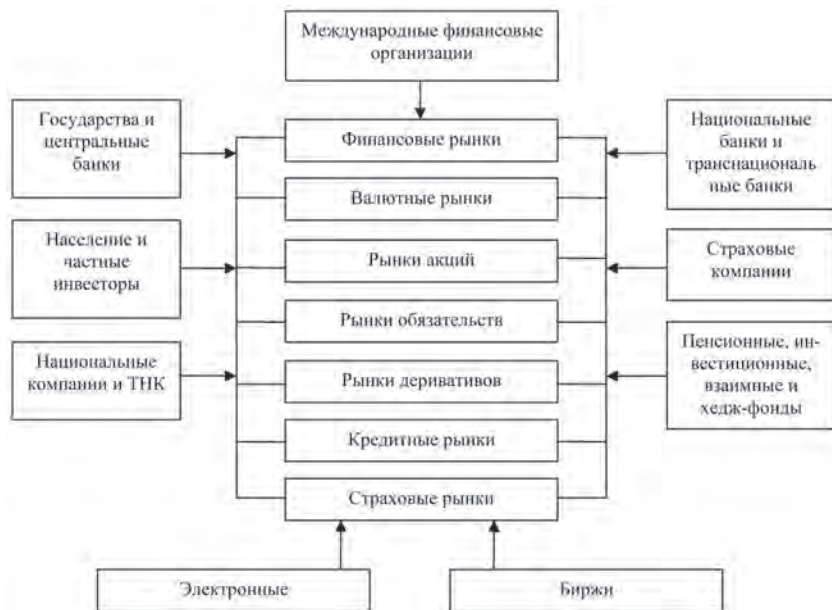 Международные финансовые
организации
Государства и
центральные
банки
Население и
частные
инвесторы
Национальные
компании и ТНК
Финансовые рынки
Валютные рынки
Рынки акций
Рынки обязательств
Рынки деривативов
Кредитные рынки
Страховые рынки
Национальные
банки и
транснациональ
ные банки
Страховые
компании
Пенсионные, ин-
вестиционные,
взаимные и
хедж-фонды
Электронные
Биржи